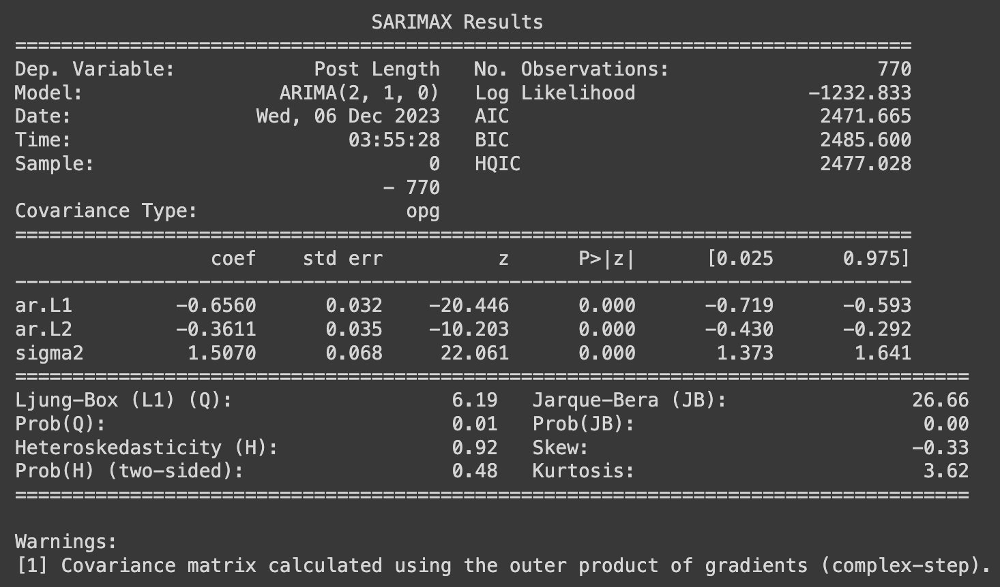 SARIMAX Results
==============================================================================
Dep. Variable:            Post Length   No. Observations:                  770
Model:                 ARIMA(2, 1, 0)   Log Likelihood               -1232.833
Date:                Wed, 06 Dec 2023   AIC                           2471.665
Time:                        03:55:28   BIC                           2485.600
Sample:                             0   HQIC                          2477.028
- 770
Covariance Type:                  opg
==============================================================================
coef    std err          z      P>|z|      [0.025      0.975]
------------------------------------------------------------------------------
ar.L1         -0.6560      0.032    -20.446      0.000      -0.719      -0.593
ar.L2         -0.3611      0.035    -10.203      0.000      -0.430      -0.292
sigma2         1.5070      0.068     22.061      0.000       1.373       1.641
===================================================================================
Ljung-Box (L1) (Q):                   6.19   Jarque-Bera (JB):                26.66
Prob(Q):                              0.01   Prob(JB):                         0.00
Heteroskedasticity (H):               0.92   Skew:                            -0.33
Prob(H) (two-sided):                  0.48   Kurtosis:                         3.62
===================================================================================
Warnings:
[1] Covariance matrix calculated using the outer product of gradients (complex-step).